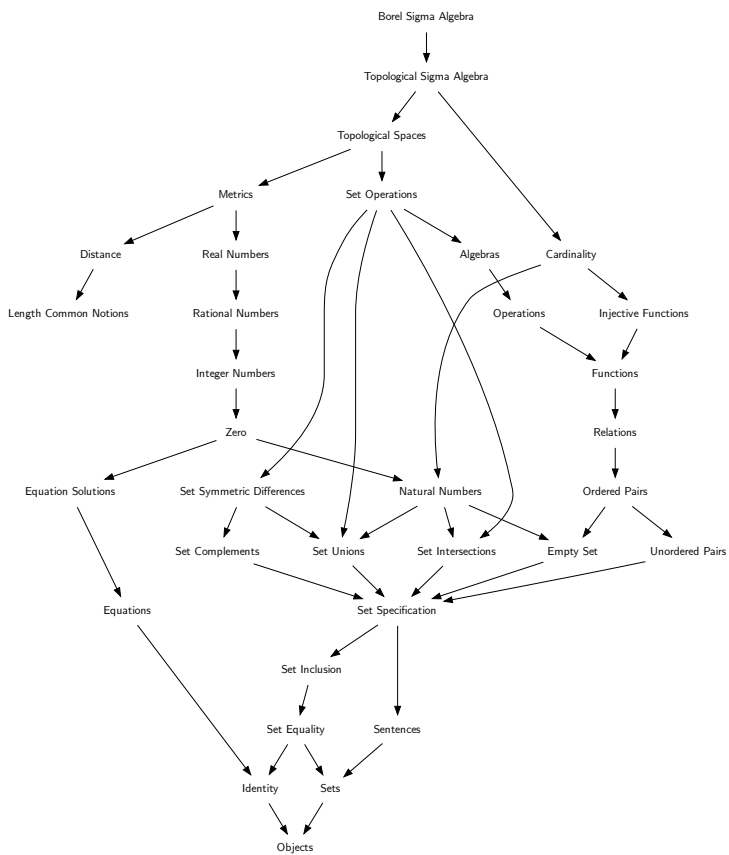 Borel Sigma Algebra
Topological Sigma Algebra
Topological Spaces
Metrics
Set Operations
Distance
Real Numbers
Algebras
Cardinality
Length Common Notions
Rational Numbers
Operations
Injective Functions
Integer Numbers
Functions
Zero
Relations
Equation Solutions
Set Symmetric Differences
Natural Numbers
Ordered Pairs
Set Complements
Set Unions
Set Intersections
Empty Set
Unordered Pairs
Equations
Set Specification
Set Inclusion
Set Equality
Sentences
Identity
Sets
Objects